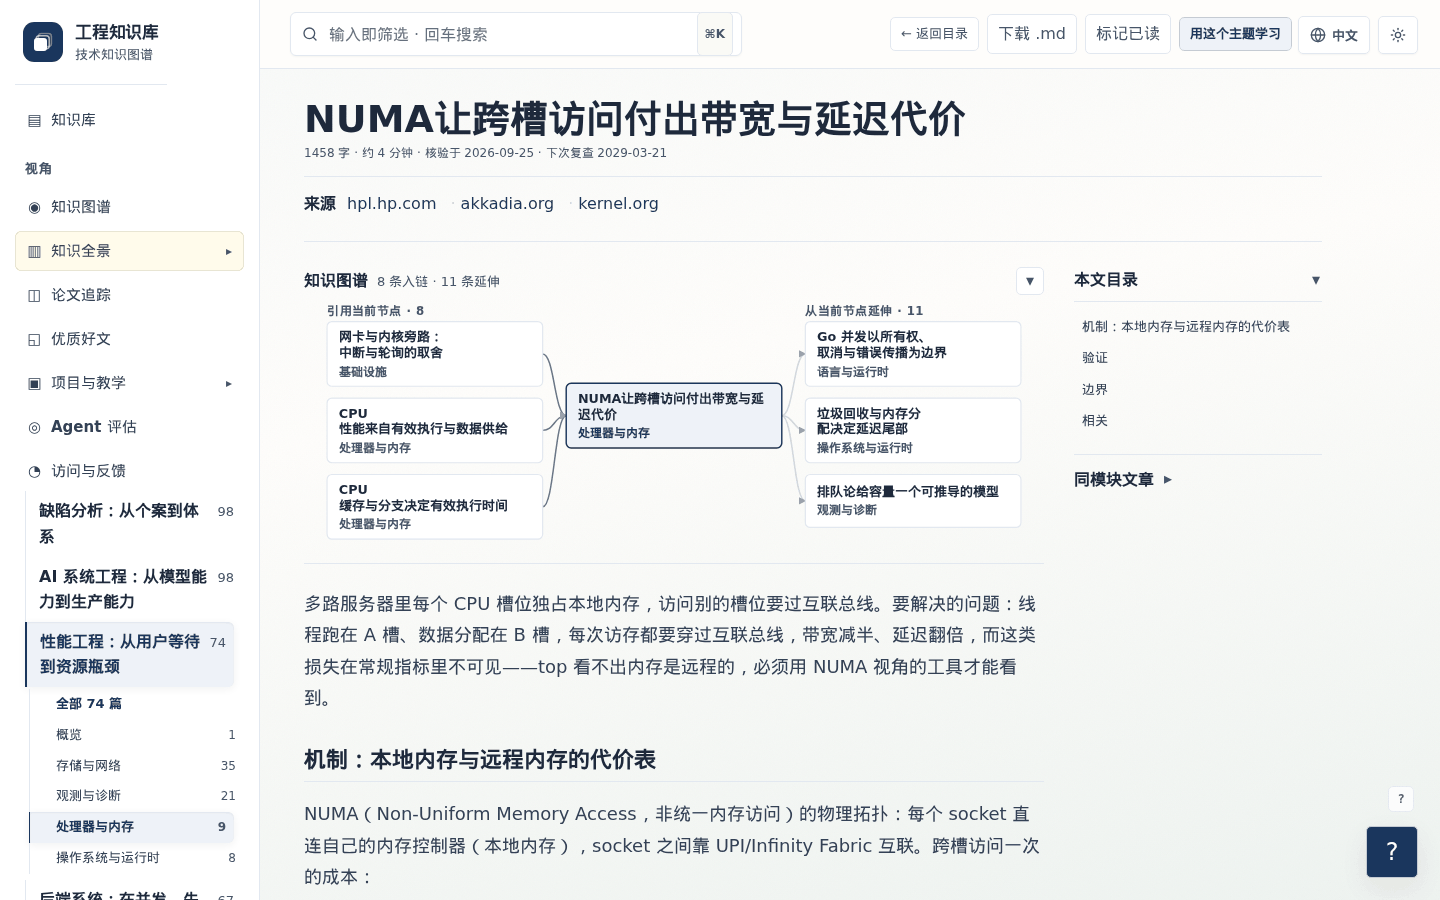 工程知识库
技术知识图谱
知识库
视角
知识图谱
知识全景
论文追踪
优质好文
项目与教学
Agent 评估
访问与反馈
缺陷分析：从个案到体系 98
AI 系统工程：从模型能力到生产能力 98
性能工程：从用户等待到资源瓶颈 74
全部 74 篇
概览 1
存储与网络 35
观测与诊断 21
处理器与内存 9
操作系统与运行时 8
输入即筛选 · 回车搜索 ⌘K
← 返回目录
下载 .md
标记已读
用这个主题学习
中文
NUMA让跨槽访问付出带宽与延迟代价
1458 字 · 约 4 分钟 · 核验于 2026-09-25 · 下次复查 2029-03-21
来源 hpl.hp.com · akkadia.org · kernel.org
知识图谱 8 条入链 · 11 条延伸
引用当前节点 · 8
网卡与内核旁路：
中断与轮询的取舍
基础设施
CPU
性能来自有效执行与数据供给
处理器与内存
CPU
缓存与分支决定有效执行时间
处理器与内存
NUMA让跨槽访问付出带宽与延
迟代价
处理器与内存
从当前节点延伸 · 11
Go 并发以所有权、
取消与错误传播为边界
语言与运行时
垃圾回收与内存分
配决定延迟尾部
操作系统与运行时
排队论给容量一个可推导的模型
观测与诊断
本文目录
机制：本地内存与远程内存的代价表
验证
边界
相关
同模块文章
多路服务器里每个 CPU 槽位独占本地内存，访问别的槽位要过互联总线。要解决的问题：线
程跑在 A 槽、数据分配在 B 槽，每次访存都要穿过互联总线，带宽减半、延迟翻倍，而这类
损失在常规指标里不可见——top 看不出内存是远程的，必须用 NUMA 视角的工具才能看
到。
机制：本地内存与远程内存的代价表
NUMA（Non-Uniform Memory Access，非统一内存访问）的物理拓扑：每个 socket 直
连自己的内存控制器（本地内存），socket 之间靠 UPI/Infinity Fabric 互联。跨槽访问一次
的成本：
?
?